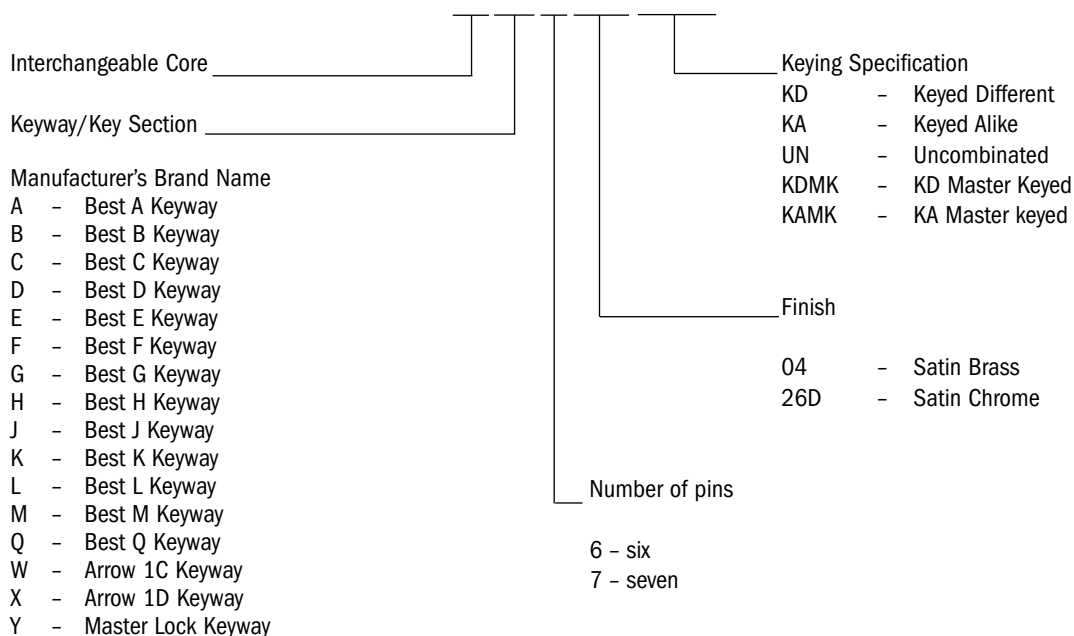 Interchangeable Core
Keyway/Key Section
Manufacturer's Brand Name
A – Best A Keyway
B – Best B Keyway
C – Best C Keyway
D – Best D Keyway
E – Best E Keyway
F – Best F Keyway
G – Best G Keyway
H – Best H Keyway
J – Best J Keyway
K – Best K Keyway
L – Best L Keyway
M – Best M Keyway
Q – Best Q Keyway
W – Arrow 1C Keyway
X – Arrow 1D Keyway
Y – Master Lock Keyway
Number of pins
6 – six
7 – seven
Keying Specification
KD – Keyed Different
KA – Keyed Alike
UN – Uncombinated
KDMK – KD Master Keyed
KAMK – KA Master keyed
Finish
04 – Satin Brass
26D – Satin Chrome